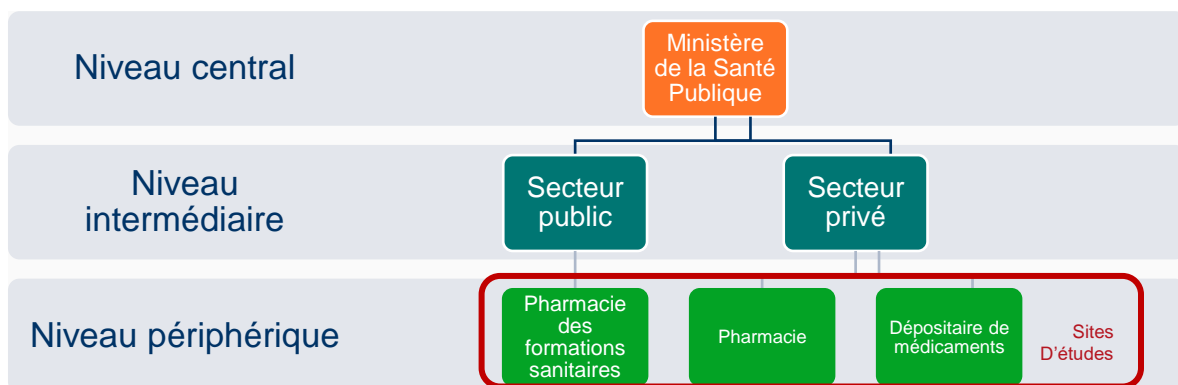 Niveau central
Ministère
de la Santé
Publique
Niveau
intermédiaire
Secteur
public
Secteur
privé
Niveau périphérique
Pharmacie
des
formations
sanitaires
Pharmacie
Dépositaire de
médicaments
Sites
D'études